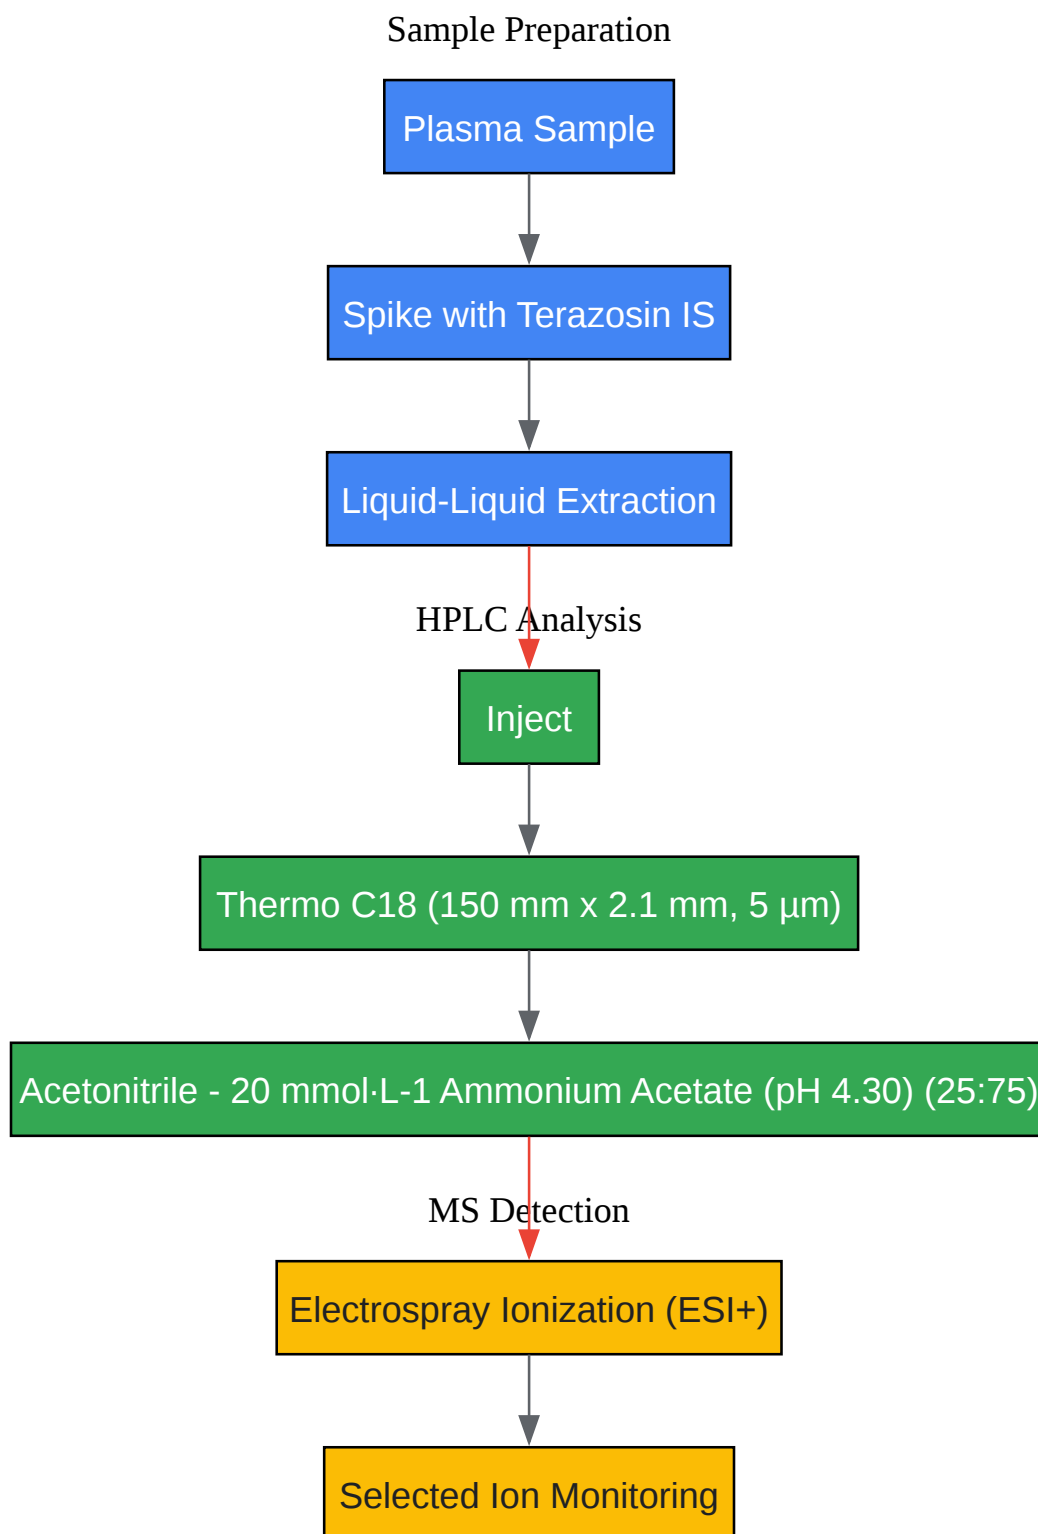 Sample Preparation
Plasma Sample
Spike with Terazosin IS
Liquid-Liquid Extraction
HPLC Analysis
Inject
Thermo C18 (150 mm x 2.1 mm, 5 µm)
Acetonitrile - 20 mmol·L-1 Ammonium Acetate (pH 4.30) (25:75)
MS Detection
Electrospray Ionization (ESI+)
Selected Ion Monitoring